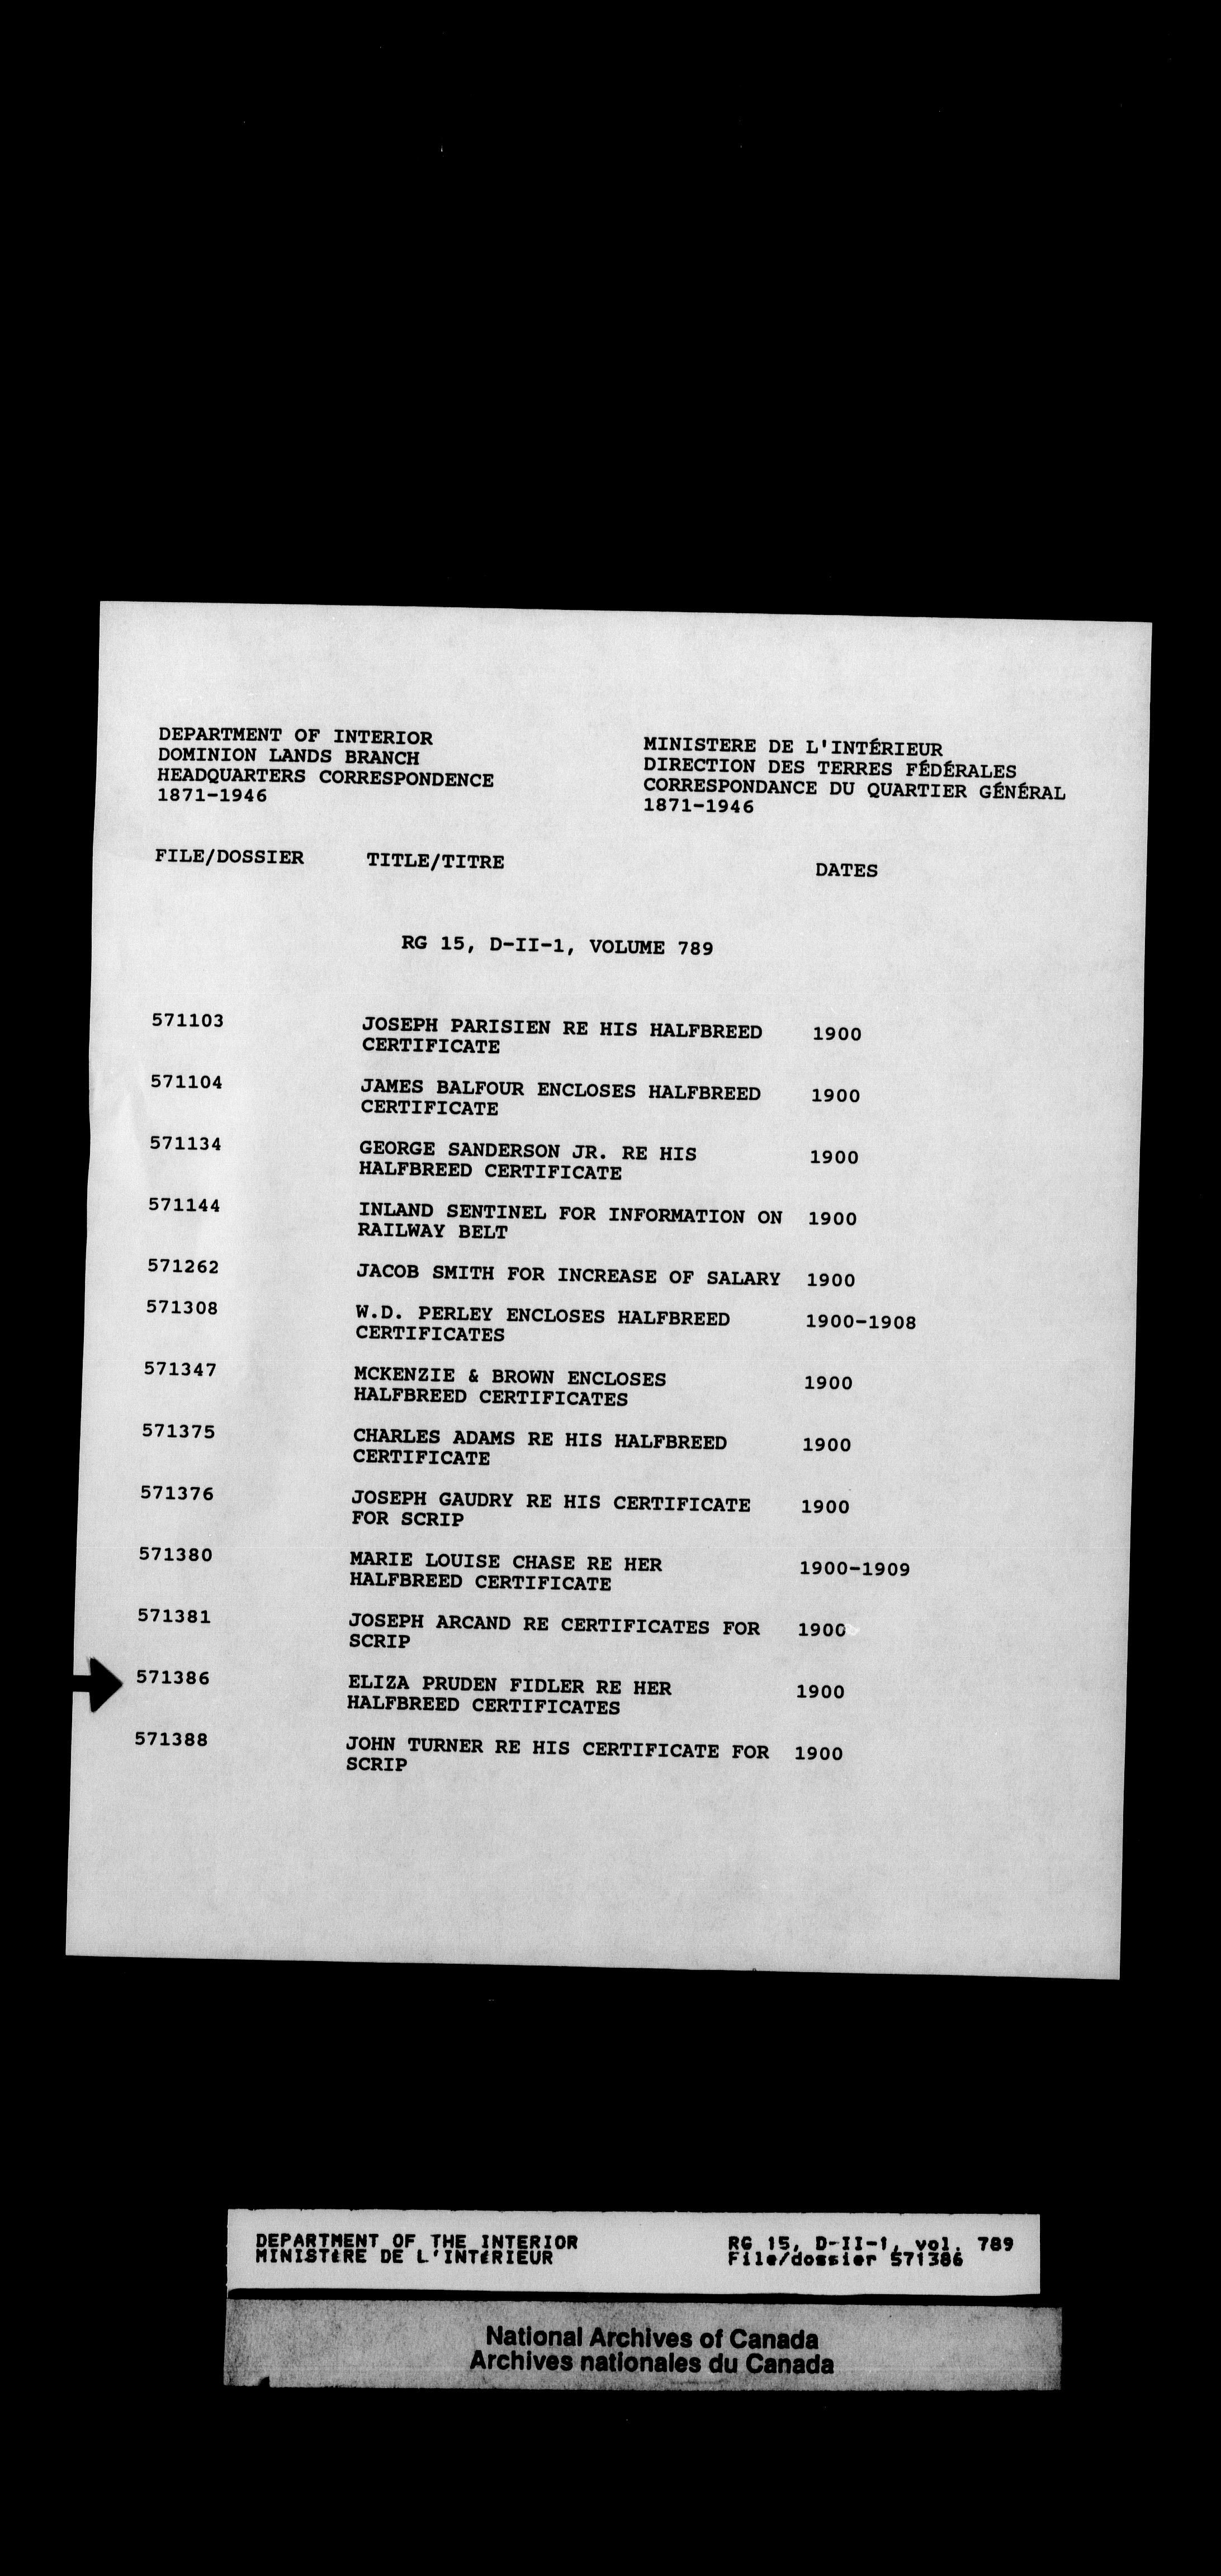 DEPARTMENT OF INTERIOR
DOMINION LANDS BRANCH
HEADQUARTERS CORRESPONDENCE
1871-1946
MINISTERE DE L'INTÉRIEUR
DIRECTION DES TERRES FÉDÉRALES
CORRESPONDANCE DU QUARTIER GÉNÉRAL
1871-1946
FILE/DOSSIER TITLE/TITRE DATES
RG 15, D-II-1, VOLUME 789
571103 JOSEPH PARISIEN RE HIS HALFBREED 1900
CERTIFICATE
571104 JAMES BALFOUR ENCLOSES HALFBREED 1900
CERTIFICATE
571134 GEORGE SANDERSON JR. RE HIS 1900
HALFBREED CERTIFICATE
571144 INLAND SENTINEL FOR INFORMATION ON 1900
RAILWAY BELT
571262 JACOB SMITH FOR INCREASE OF SALARY 1900
571308 W.D. PERLEY ENCLOSES HALFBREED 1900-1908
CERTIFICATES
571347 MCKENZIE & BROWN ENCLOSES 1900
HALFBREED CERTIFICATES
571375 CHARLES ADAMS RE HIS HALFBREED 1900
CERTIFICATE
571376 JOSEPH GAUDRY RE HIS CERTIFICATE 1900
FOR SCRIP
571380 MARIE LOUISE CHASE RE HER 1900-1909
HALFBREED CERTIFICATE
571381 JOSEPH ARCAND RE CERTIFICATES FOR 1900
SCRIP
571386 ELIZA PRUDEN FIDLER RE HER 1900
HALFBREED CERTIFICATES
571388 JOHN TURNER RE HIS CERTIFICATE FOR 1900
SCRIP
DEPARTMENT OF THE INTERIOR RG 15, D-II-1, vol. 789
MINISTÈRE DE L'INTÉRIEUR File/dossier 571386
National Archives of Canada
Archives nationales du Canada